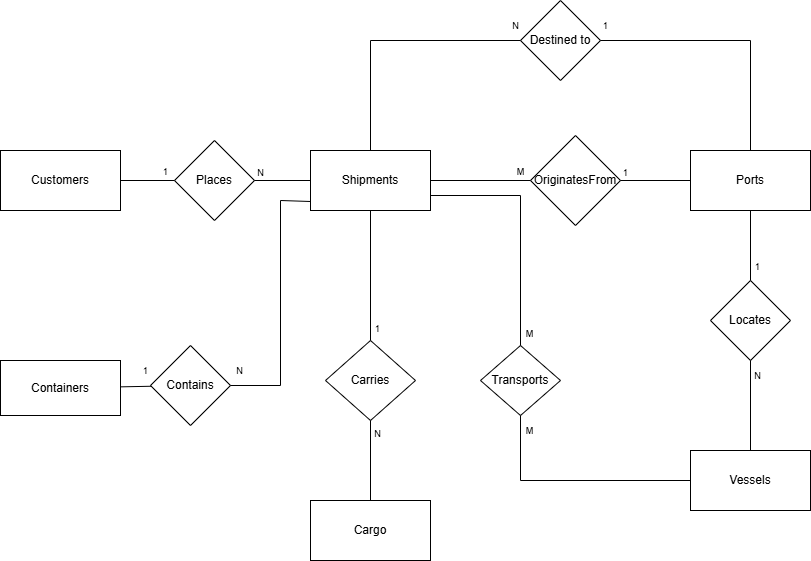 N
Destined to
1
Customers
1
Places
N
Shipments
M
OriginatesFrom
1
Ports
1
Locates
N
M
Transports
M
1
Carries
N
Containers
1
Contains
N
Vessels
Cargo